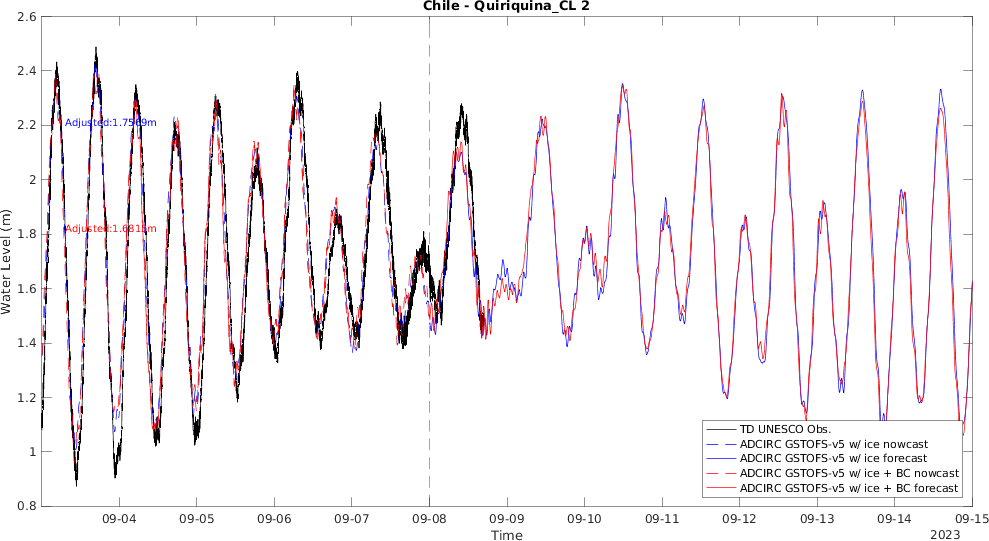 Chile - Quiriquina_CL 2
2.6
2.4
2.2
2
1.8
1.6
1.4
1.2
1
0.8
Water Level (m)
Adjusted:1.7569m
TD UNESCO Obs.
ADCIRC GSTOFS-v5 w/ ice nowcast
ADCIRC GSTOFS-v5 w/ ice forecast
ADCIRC GSTOFS-v5 w/ ice + BC nowcast
ADCIRC GSTOFS-v5 w/ ice + BC forecast
09-04
09-05
09-06
09-07
09-08
09-09
09-10
09-11
09-12
09-13
09-14
09-15
Time
2023